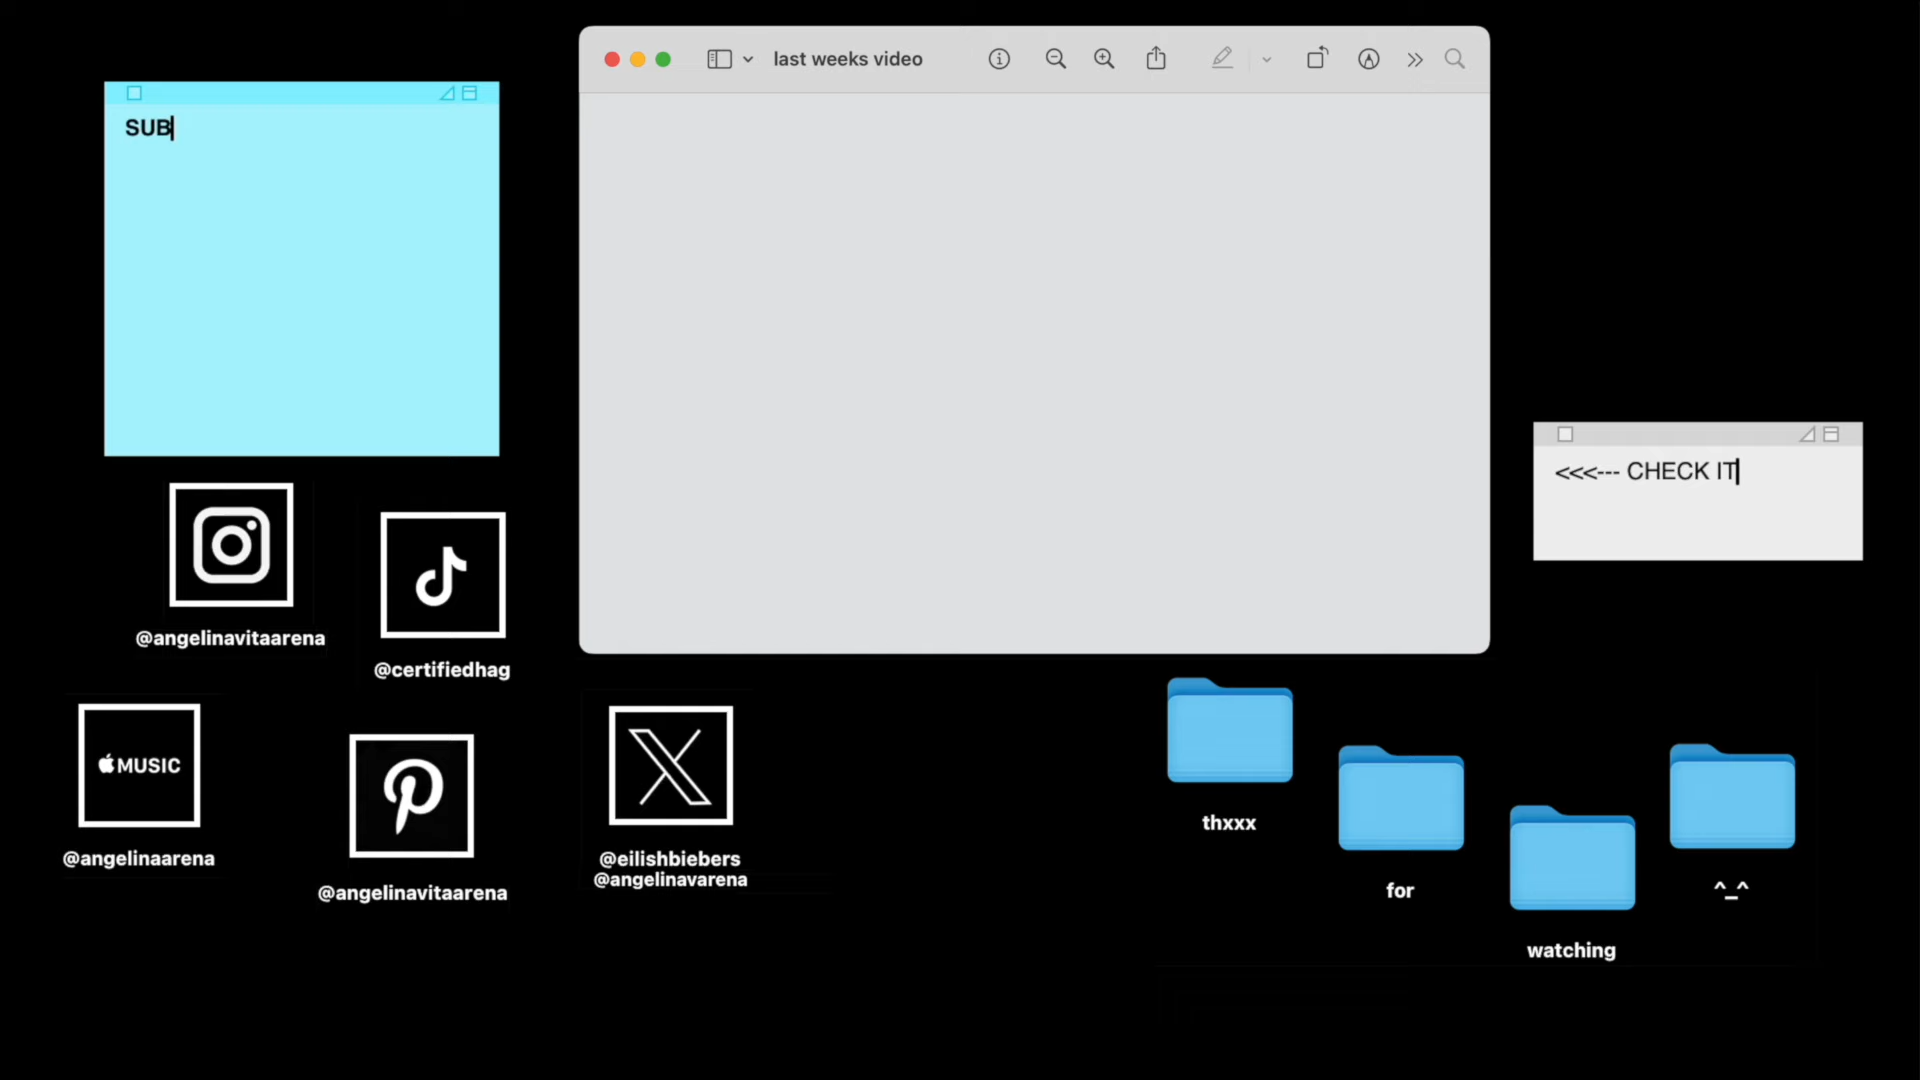 last weeks video
SUB
<<<--- CHECK IT
@angelinavitaarena
@certifiedhag
MUSIC
@angelinaarena
@angelinavitaarena
@eilishbiebers
@angelinavarena
thxxx
for
watching
^_^